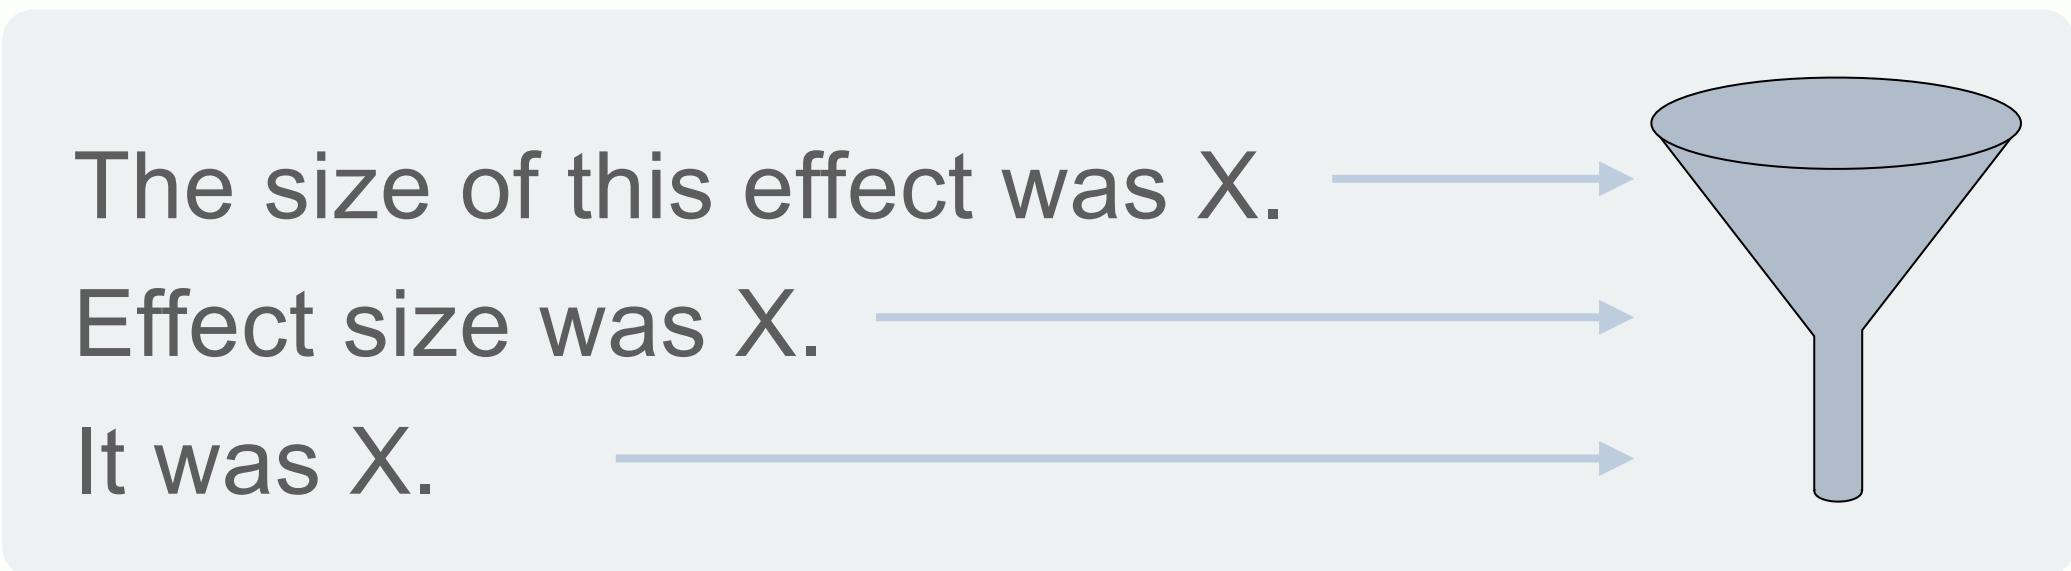 The size of this effect was X.
Effect size was X.
It was X.